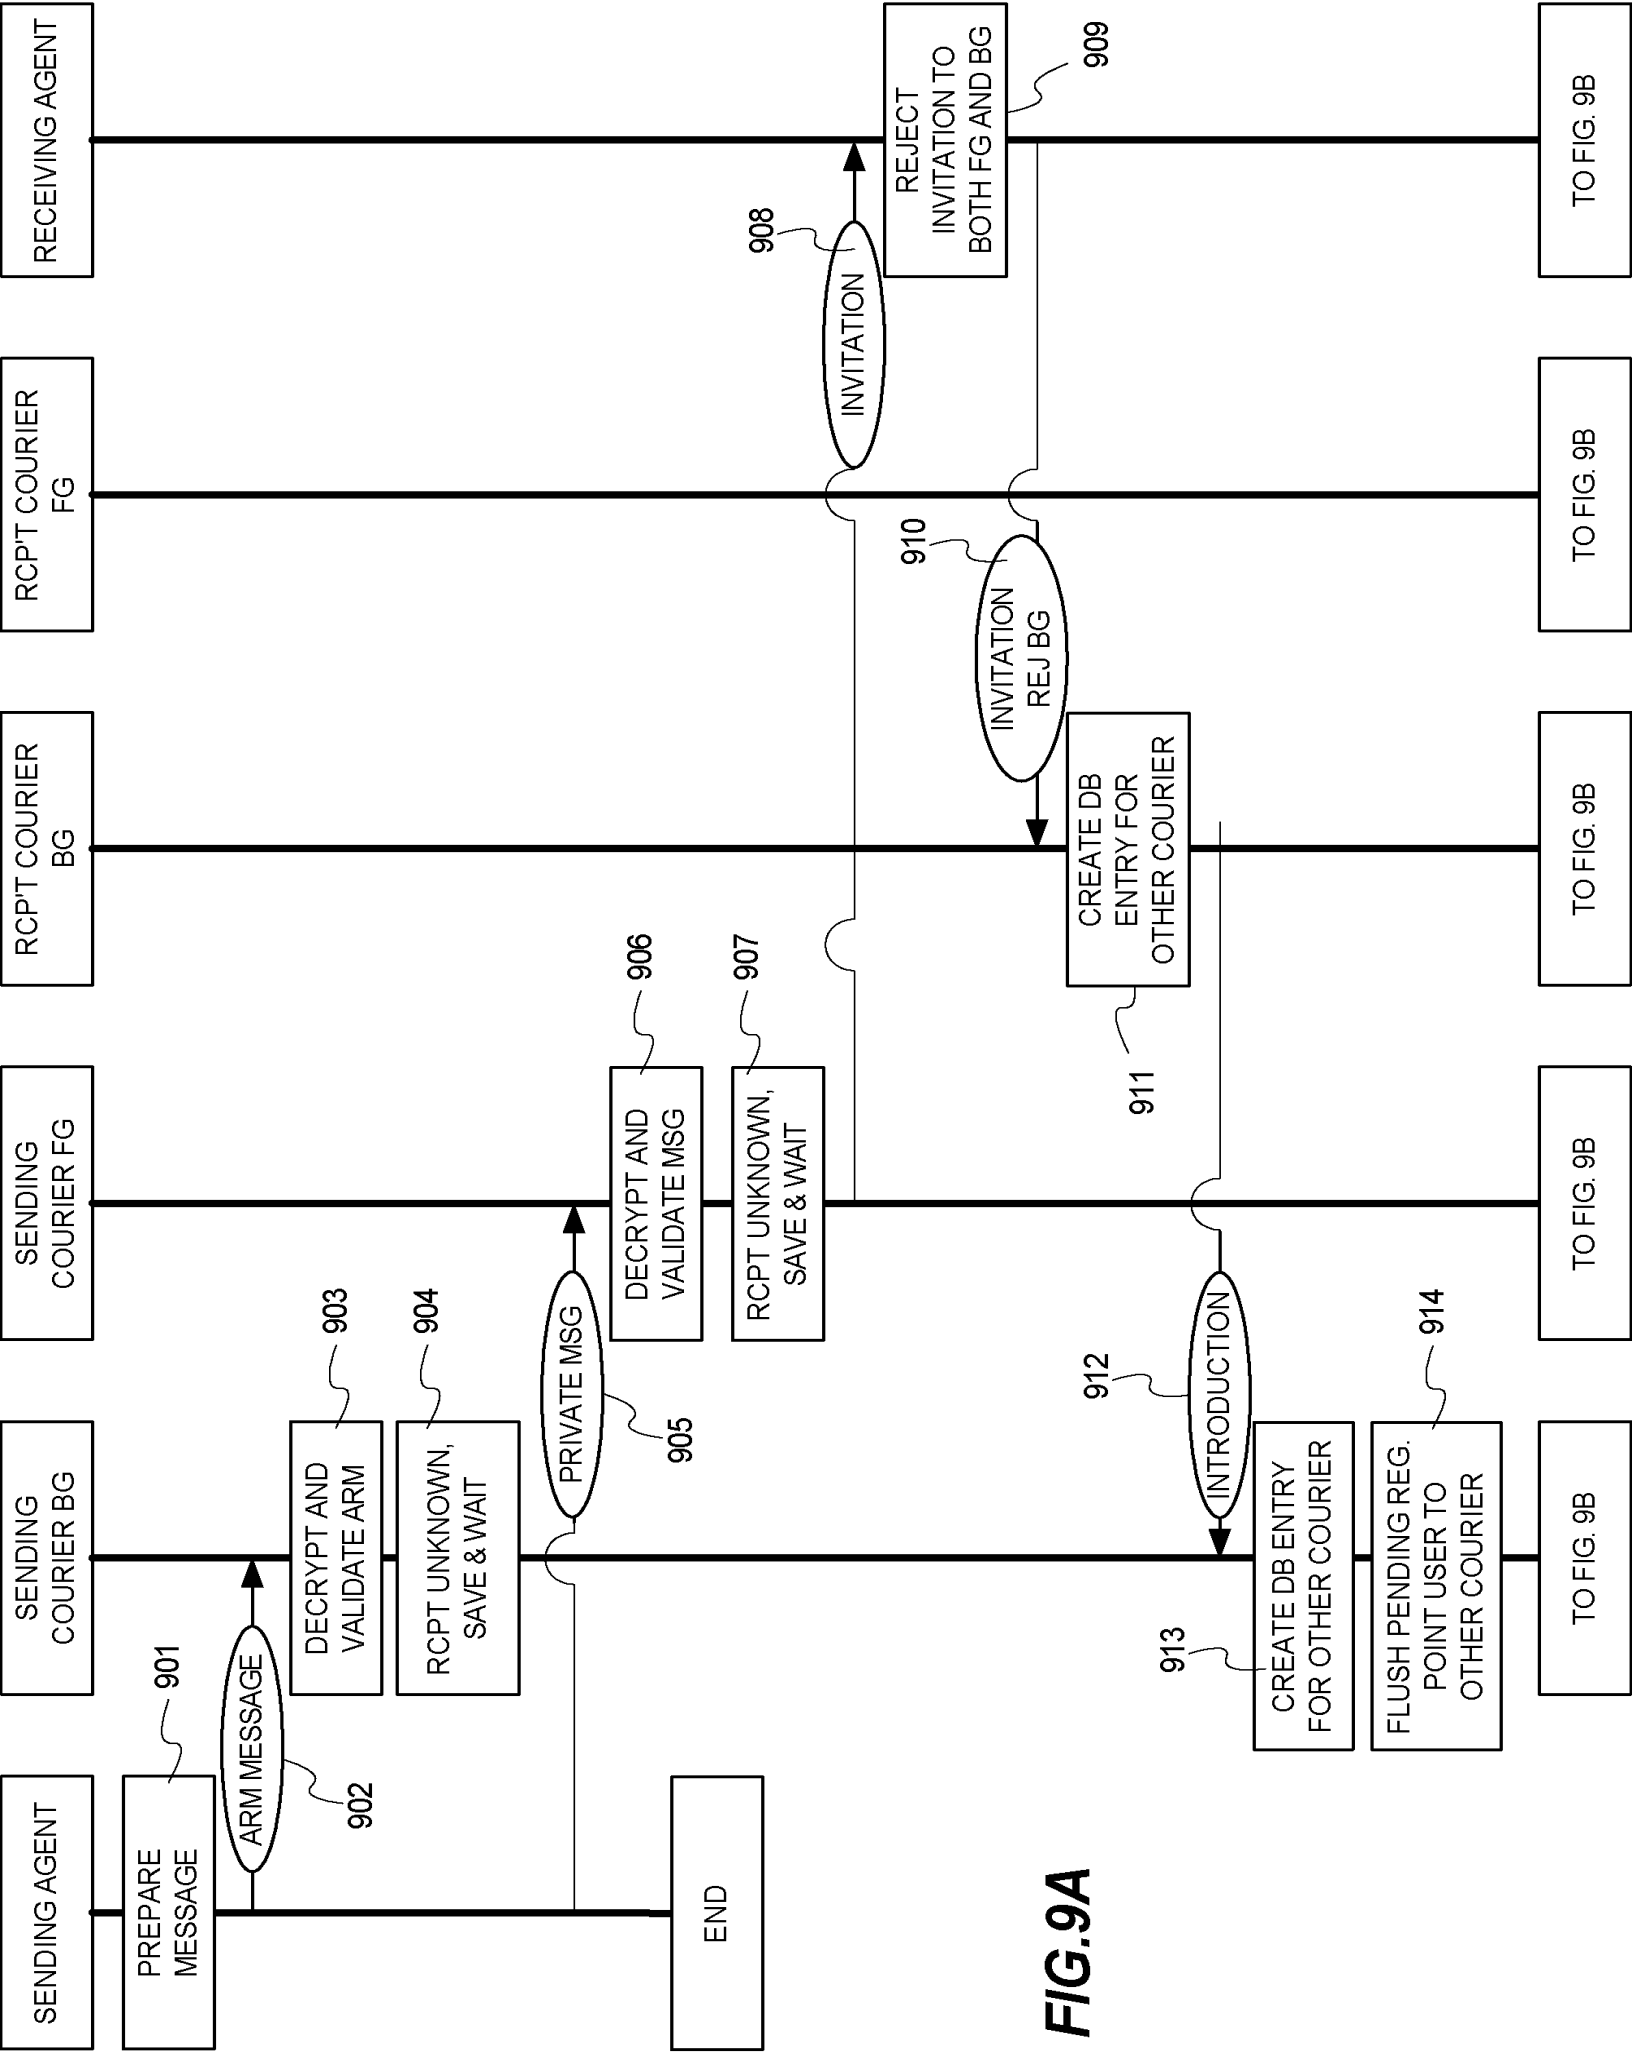 SENDING AGENT
SENDING
COURIER BG
SENDING
COURIER FG
RCP'T COURIER
BG
RCP'T COURIER
FG
RECEIVING AGENT
PREPARE
MESSAGE
901
ARM MESSAGE
902
DECRYPT AND
VALIDATE ARM
903
RCPT UNKNOWN,
SAVE & WAIT
904
PRIVATE MSG
905
DECRYPT AND
VALIDATE MSG
906
END
RCPT UNKNOWN,
SAVE & WAIT
907
INVITATION
908
REJECT
INVITATION TO
BOTH FG AND BG
909
INVITATION
REJ BG
910
CREATE DB
ENTRY FOR
OTHER COURIER
911
INTRODUCTION
912
CREATE DB ENTRY
FOR OTHER COURIER
913
FLUSH PENDING REG.
POINT USER TO
OTHER COURIER
914
TO FIG. 9B
TO FIG. 9B
TO FIG. 9B
TO FIG. 9B
TO FIG. 9B
FIG.9A